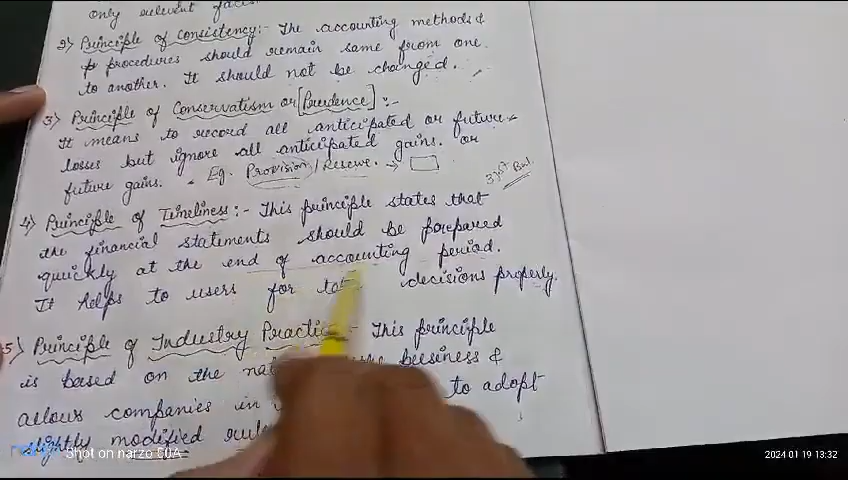 only relevent
2) Principle of Consistency:- The accounting methods &
procedures should remain same from one
to another. It should not be changed.
3) Principle of Conservatism or [Prudence] :-
It means to record all anticipated or future
losses but ignore all anticipated gains. or
future gains. Eg. Provision/Reserve. →
4) Principle of Timeliness:- This principle states that
the financial statements should be prepared
quickly at the end of accounting period.
It helps to users for decisions properly.
5) Principle of Industry Practice - This principle
is based on the the business &
allows companies in to adopt
slightly modified
Shot on narzo 50A
2024 01 19 13:32